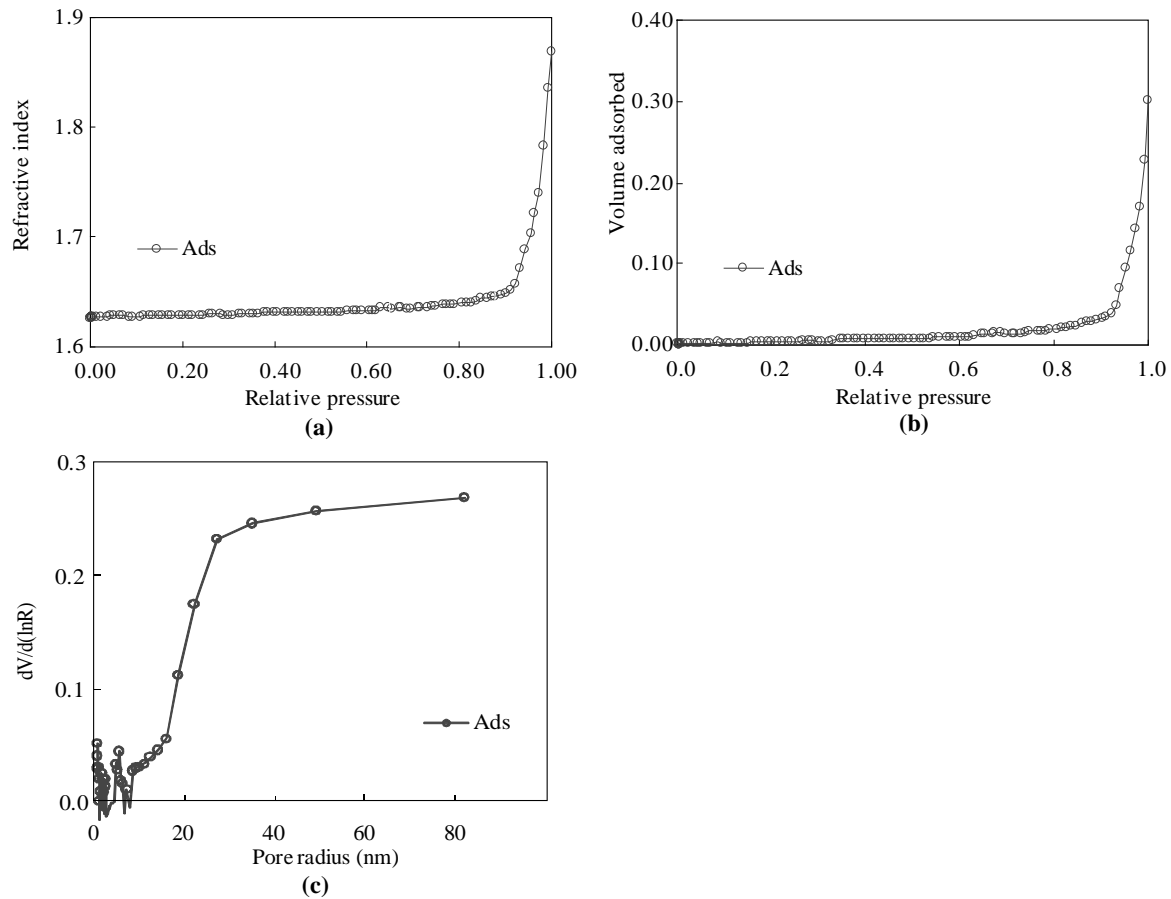 1.9
1.8
1.7
1.6
Refractive index
Ads
0.00 0.20 0.40 0.60 0.80 1.00
Relative pressure
(a)
0.40
0.30
0.20
0.10
0.00
Volume adsorbed
Ads
0.0 0.2 0.4 0.6 0.8 1.0
Relative pressure
(b)
0.3
0.2
0.1
0.0
dV/d(lnR)
Ads
0 20 40 60 80
Pore radius (nm)
(c)